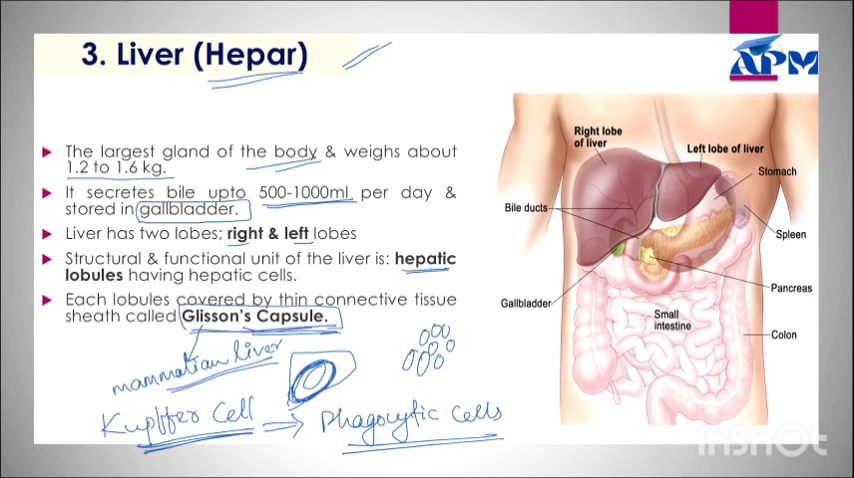 3. Liver (Hepar)
APM
The largest gland of the body & weighs about
1.2 to 1.6 kg.
It secretes bile upto 500-1000ml per day &
stored in gallbladder.
Liver has two lobes; right & left lobes
Structural & functional unit of the liver is: hepatic
lobules having hepatic cells.
Each lobules covered by thin connective tissue
sheath called Glisson's Capsule.
mammalian liver
Kupffer Cell ⇒ Phagocytic cells
Right lobe
of liver
Left lobe of liver
Stomach
Bile ducts
Spleen
Pancreas
Gallbladder
Small
intestine
Colon
InShOt